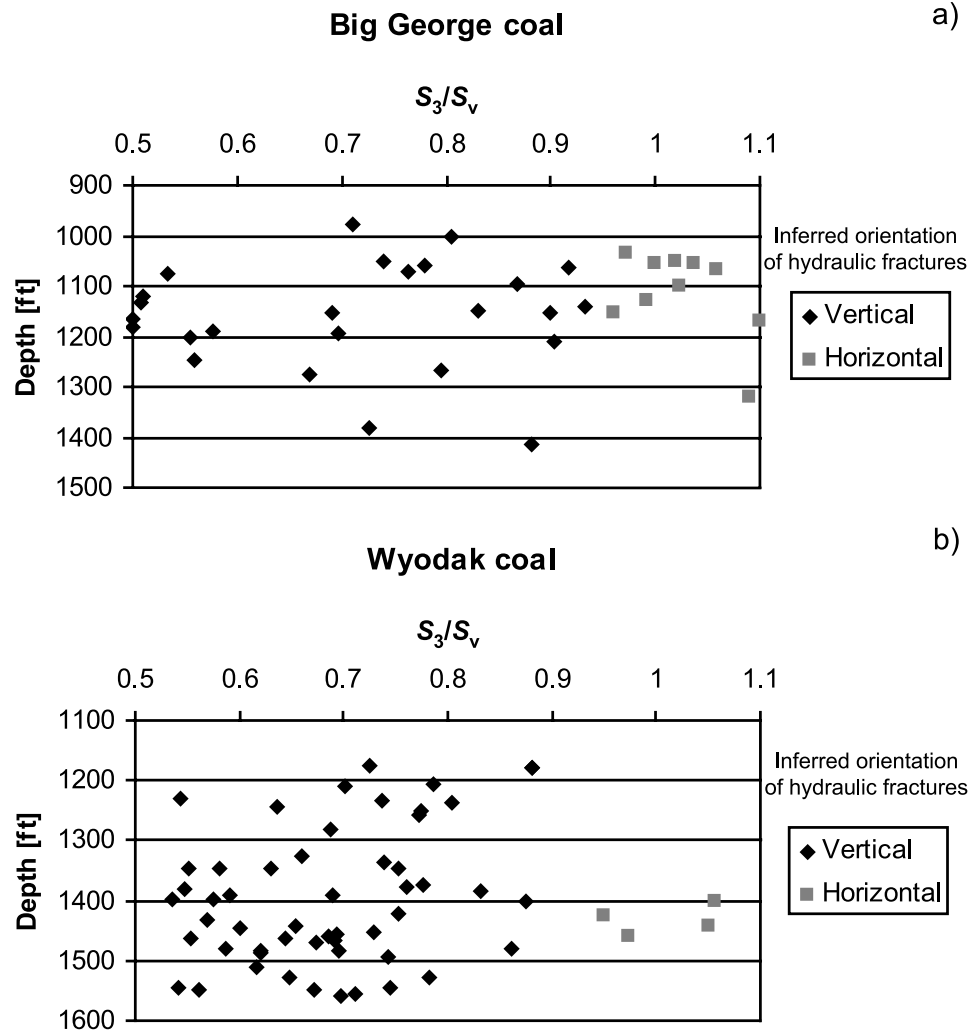 Big George coal
a)
S3/Sv
0.5 0.6 0.7 0.8 0.9 1 1.1
900
1000
1100
1200
1300
1400
1500
Depth [ft]
Inferred orientation
of hydraulic fractures
Vertical
Horizontal
b)
Wyodak coal
S3/Sv
0.5 0.6 0.7 0.8 0.9 1 1.1
1100
1200
1300
1400
1500
1600
Depth [ft]
Inferred orientation
of hydraulic fractures
Vertical
Horizontal